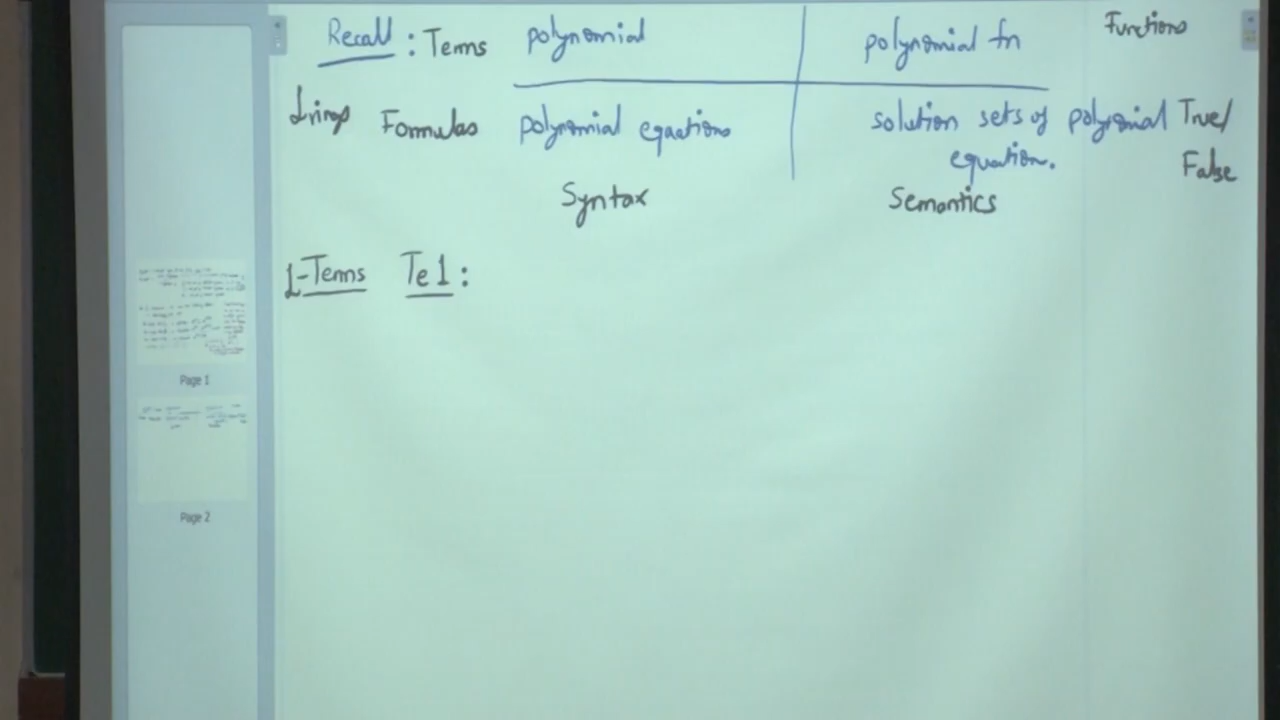 Recall : Terms polynomial polynomial fn Functions
Lrings Formulas polynomial equations solution sets of polynomial True/
equation. False
Syntax Semantics
L-Terms Te1 :
Page 1
Page 2